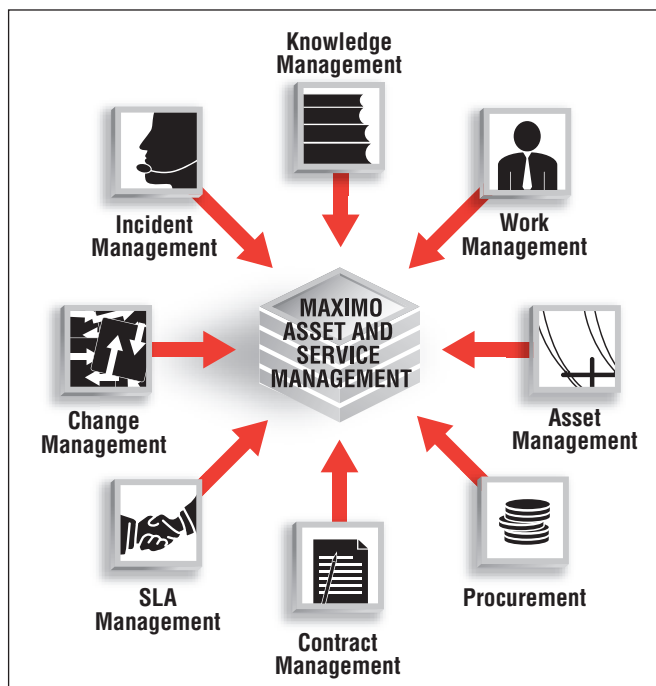 Knowledge
Management
Incident
Management
Work
Management
MAXIMO
ASSET AND
SERVICE
MANAGEMENT
Change
Management
Asset
Management
SLA
Management
Procurement
Contract
Management